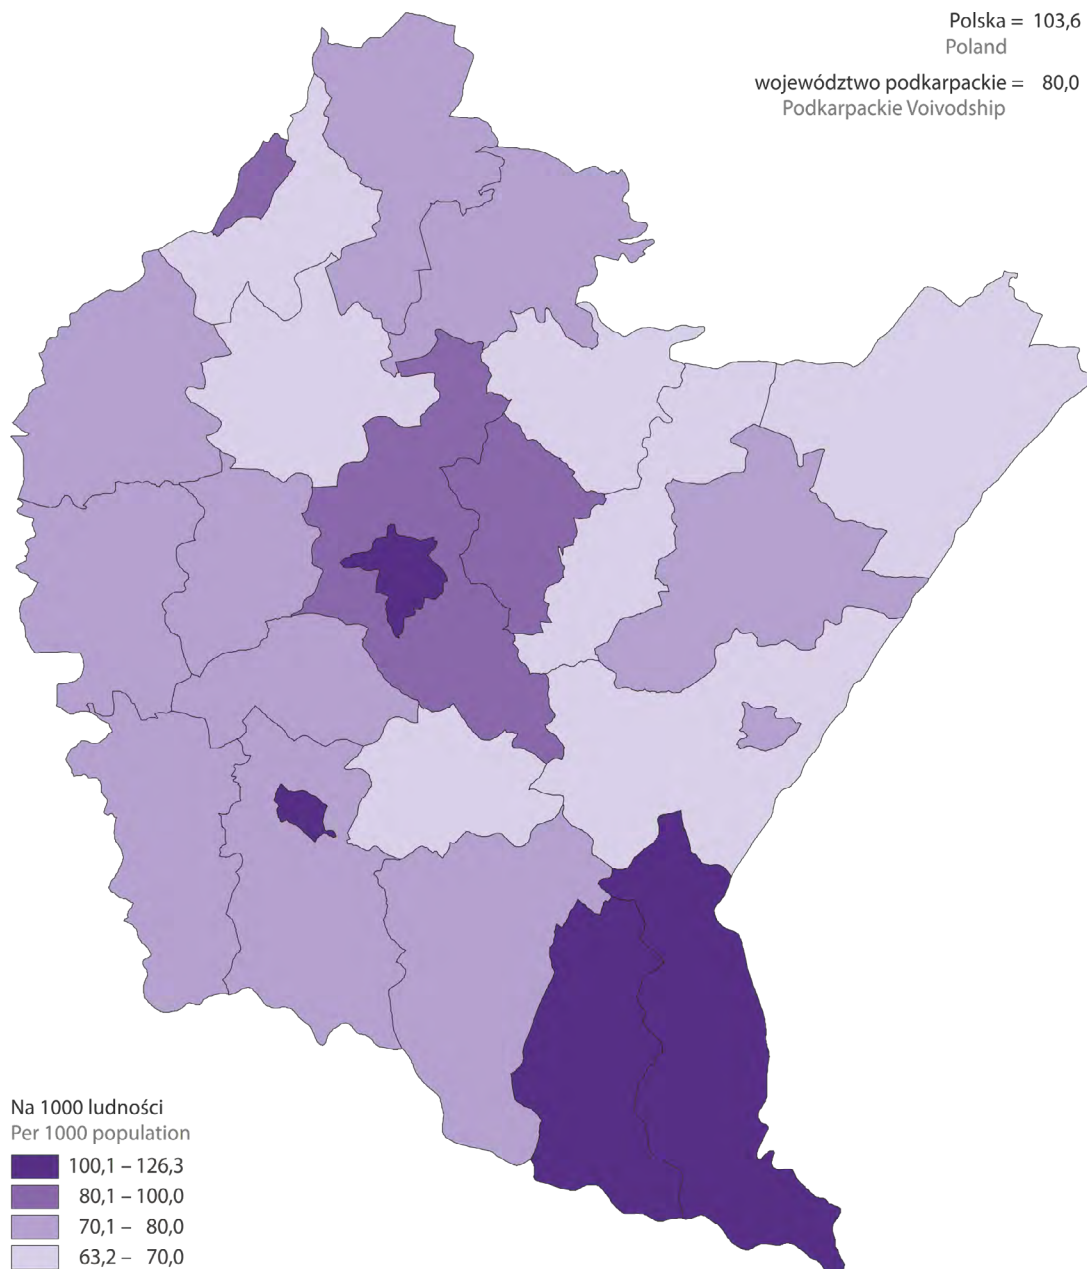 Polska = 103,6
Poland
województwo podkarpackie = 80,0
Podkarpackie Voivodship
Na 1000 ludności
Per 1000 population
100,1 – 126,3
80,1 – 100,0
70,1 – 80,0
63,2 – 70,0